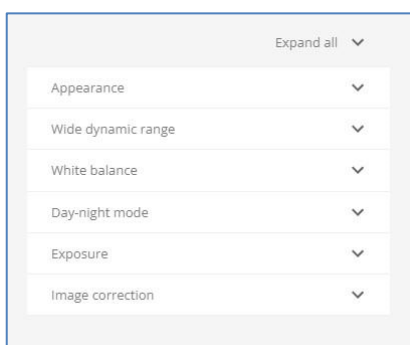 Expand all
Appearance
Wide dynamic range
White balance
Day-night mode
Exposure
Image correction